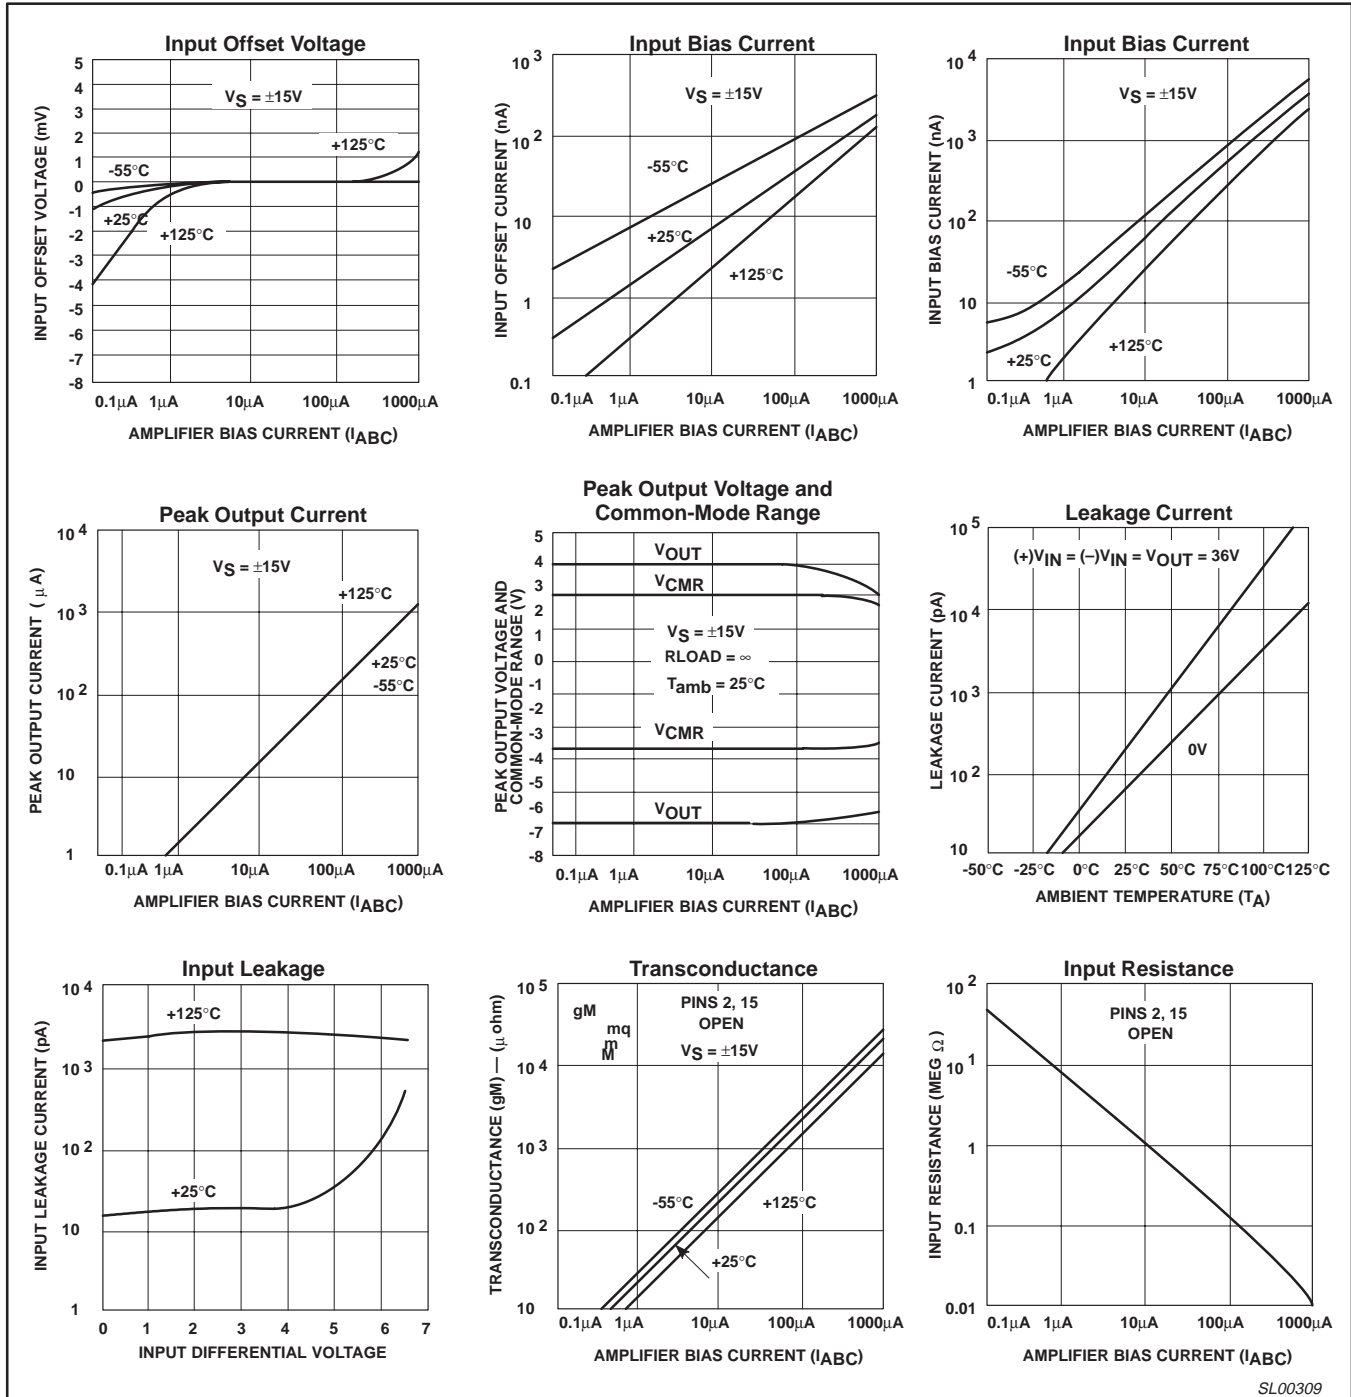 Input Offset Voltage
5
4
3
2
1
0
-1
-2
-3
-4
-5
-6
-7
-8
INPUT OFFSET VOLTAGE (mV)
VS = ±15V
+125°C
-55°C
+25°C
+125°C
0.1µA 1µA 10µA 100µA 1000µA
AMPLIFIER BIAS CURRENT (IABC)
Input Bias Current
10 3
10 2
10
1
0.1
INPUT OFFSET CURRENT (nA)
VS = ±15V
-55°C
+25°C
+125°C
0.1µA 1µA 10µA 100µA 1000µA
AMPLIFIER BIAS CURRENT (IABC)
Input Bias Current
10 4
10 3
10 2
10
1
INPUT BIAS CURRENT (nA)
VS = ±15V
-55°C
+25°C
+125°C
0.1µA 1µA 10µA 100µA 1000µA
AMPLIFIER BIAS CURRENT (IABC)
Peak Output Current
10 4
10 3
10 2
10
1
PEAK OUTPUT CURRENT ( µA)
VS = ±15V
+125°C
+25°C
-55°C
0.1µA 1µA 10µA 100µA 1000µA
AMPLIFIER BIAS CURRENT (IABC)
Peak Output Voltage and
Common-Mode Range
5
4
3
2
1
0
-1
-2
-3
-4
-5
-6
-7
-8
PEAK OUTPUT VOLTAGE AND
COMMON-MODE RANGE (V)
VOUT
VCMR
VS = ±15V
RLOAD = ∞
Tamb = 25°C
VCMR
VOUT
0.1µA 1µA 10µA 100µA 1000µA
AMPLIFIER BIAS CURRENT (IABC)
Leakage Current
10 5
10 4
10 3
10 2
10
LEAKAGE CURRENT (pA)
(+)VIN = (–)VIN = VOUT = 36V
0V
-50°C -25°C 0°C 25°C 50°C 75°C 100°C 125°C
AMBIENT TEMPERATURE (TA)
Input Leakage
10 4
10 3
10 2
10
1
INPUT LEAKAGE CURRENT (pA)
+125°C
+25°C
0 1 2 3 4 5 6 7
INPUT DIFFERENTIAL VOLTAGE
Transconductance
10 5
10 4
10 3
10 2
10
TRANSCONDUCTANCE (gM) — (µ ohm)
gM
mq
m
M
PINS 2, 15
OPEN
VS = ±15V
-55°C
+125°C
+25°C
0.1µA 1µA 10µA 100µA 1000µA
AMPLIFIER BIAS CURRENT (IABC)
Input Resistance
10 2
10 1
1
0.1
0.01
INPUT RESISTANCE (MEG Ω)
PINS 2, 15
OPEN
0.1µA 1µA 10µA 100µA 1000µA
AMPLIFIER BIAS CURRENT (IABC)
SL00309